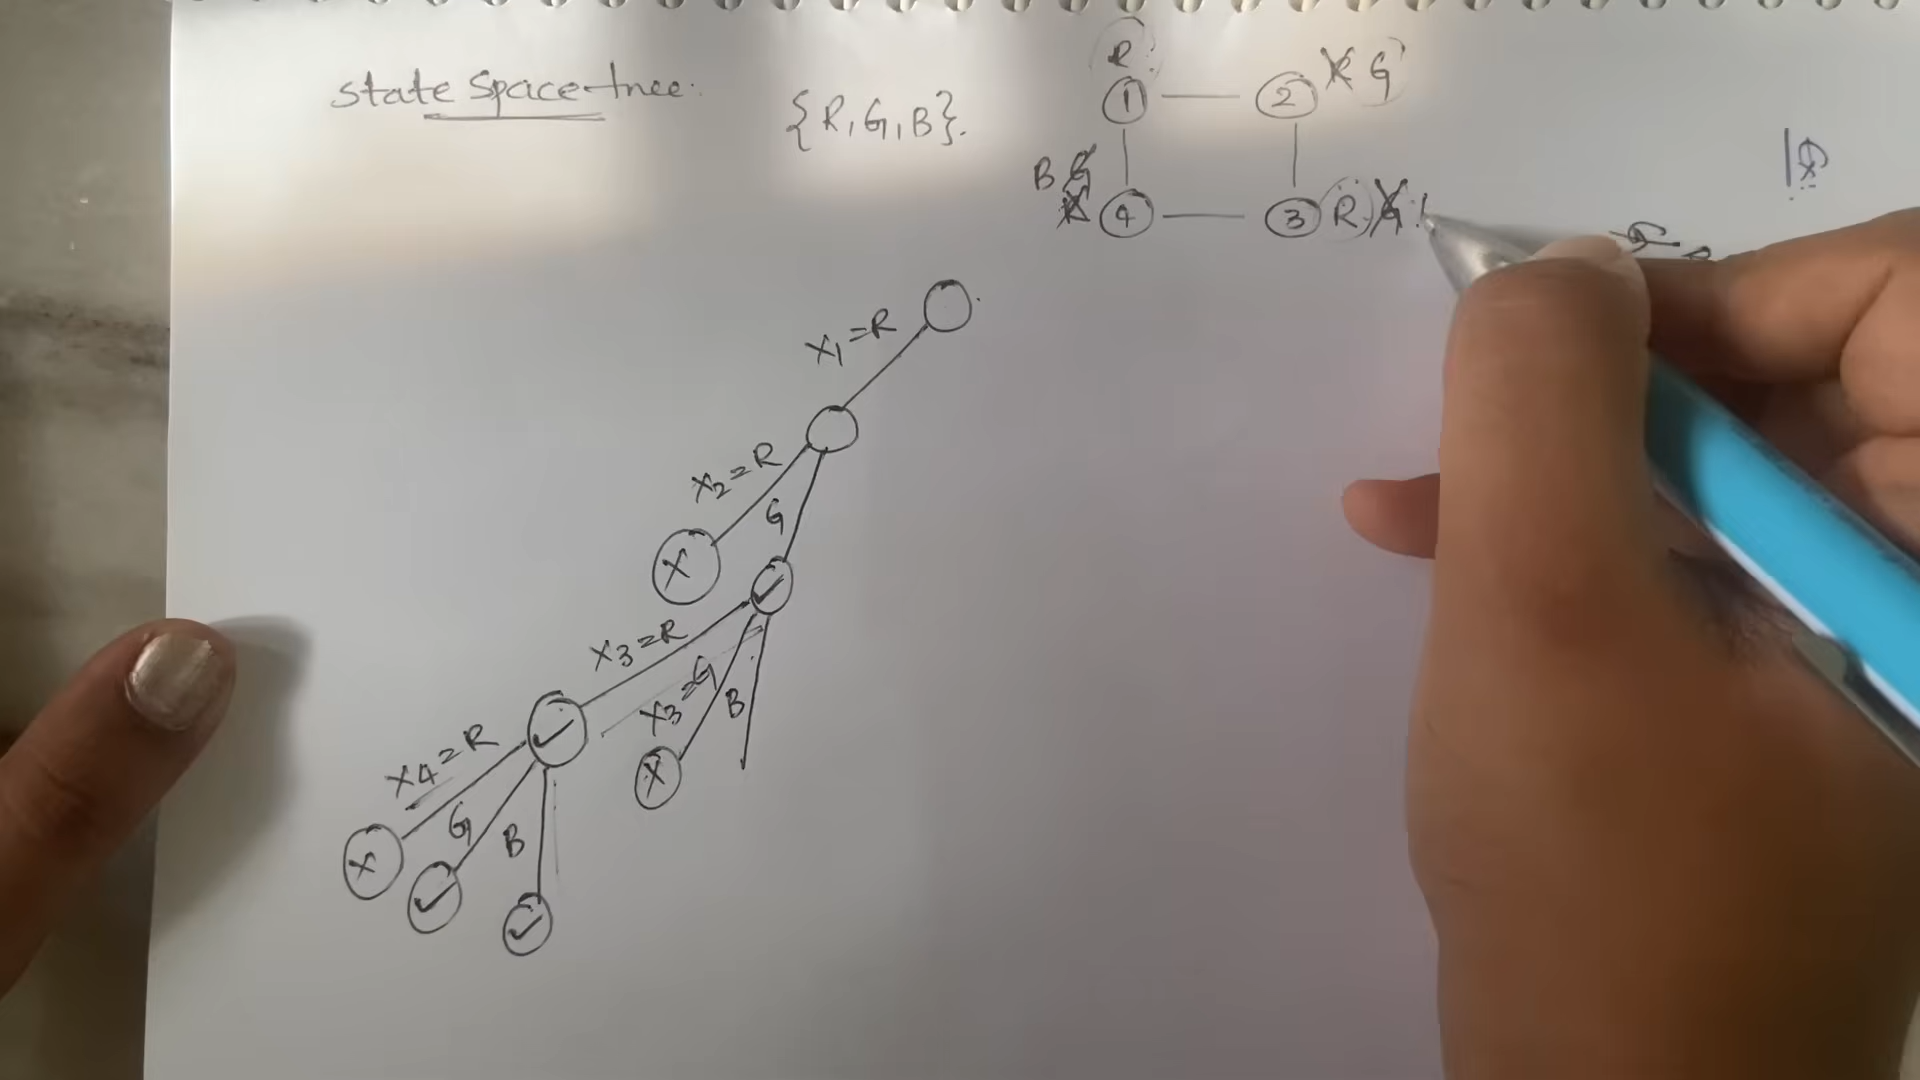 State Space tree:
{R, G, B}.
R
1
2
R G
B G
R
4
3
R G
X1=R
X2=R
G
X
X3=R
X3=G
B
X4=R
G
B
X
X